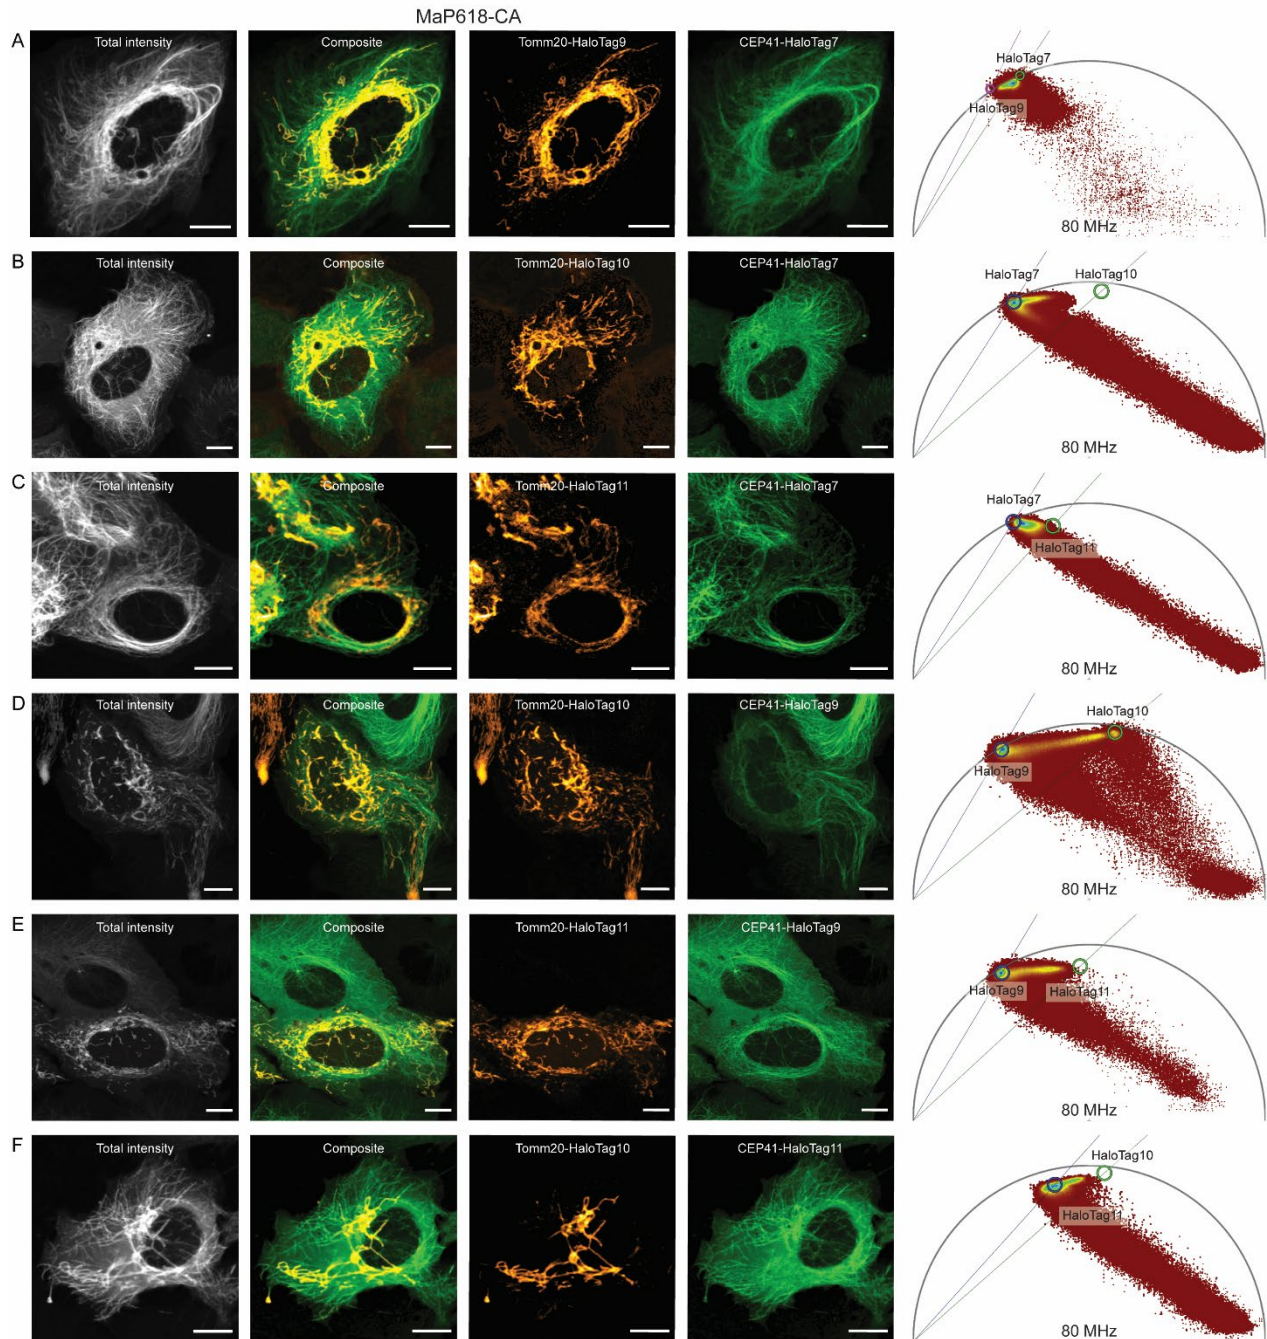 MaP618-CA
A
Total intensity
Composite
Tomm20-HaloTag9
CEP41-HaloTag7
HaloTag7
HaloTag9
80 MHz
B
Total intensity
Composite
Tomm20-HaloTag10
CEP41-HaloTag7
HaloTag7
HaloTag10
80 MHz
C
Total intensity
Composite
Tomm20-HaloTag11
CEP41-HaloTag7
HaloTag7
HaloTag11
80 MHz
D
Total intensity
Composite
Tomm20-HaloTag10
CEP41-HaloTag9
HaloTag10
HaloTag9
80 MHz
E
Total intensity
Composite
Tomm20-HaloTag11
CEP41-HaloTag9
HaloTag9
HaloTag11
80 MHz
F
Total intensity
Composite
Tomm20-HaloTag10
CEP41-HaloTag11
HaloTag10
HaloTag11
80 MHz